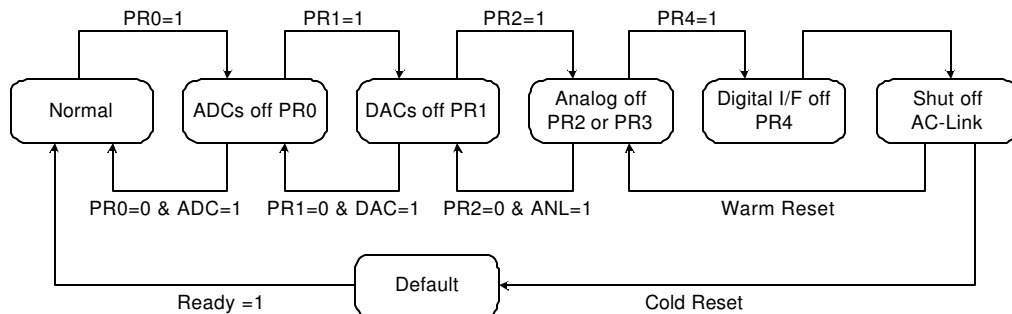 PR0=1
PR1=1
PR2=1
PR4=1
Normal
ADCs off PR0
DACs off PR1
Analog off
PR2 or PR3
Digital I/F off
PR4
Shut off
AC-Link
PR0=0 & ADC=1
PR1=0 & DAC=1
PR2=0 & ANL=1
Warm Reset
Default
Ready =1
Cold Reset